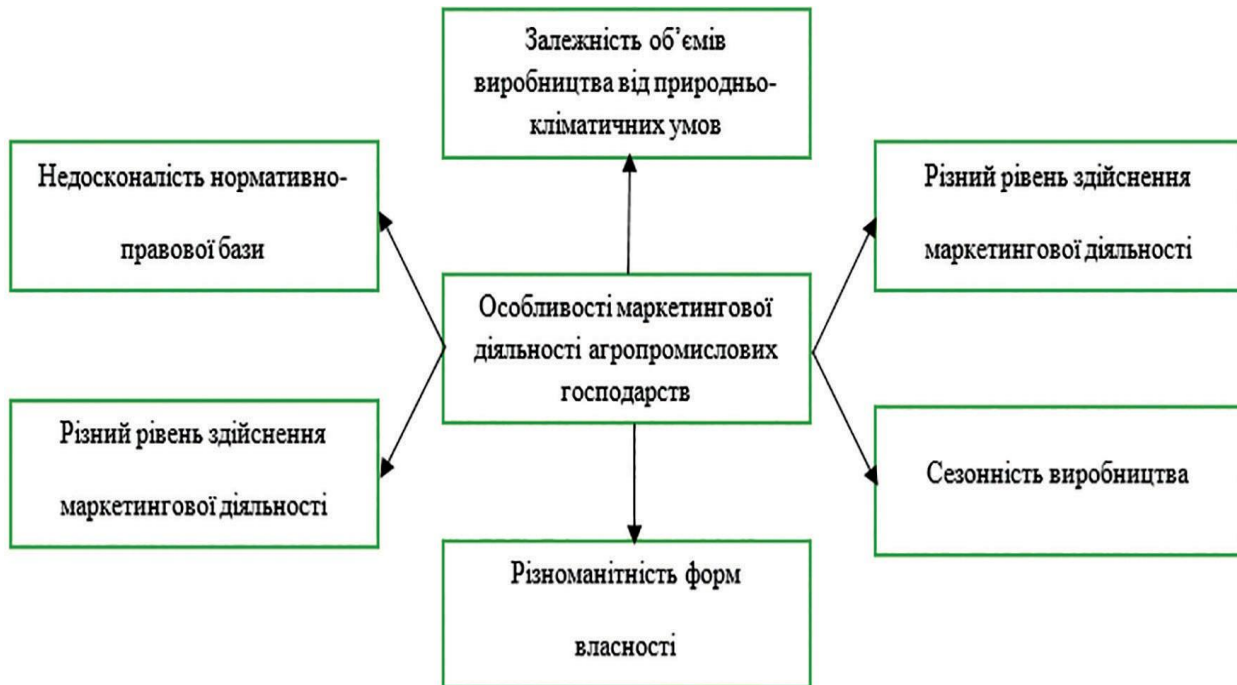 Залежність об’ємів
виробництва від природньо-
кліматичних умов
Недосконалість нормативно-
правової бази
Різний рівень здійснення
маркетингової діяльності
Особливості маркетингової
діяльності агропромислових
господарств
Різний рівень здійснення
маркетингової діяльності
Сезонність виробництва
Різноманітність форм
власності